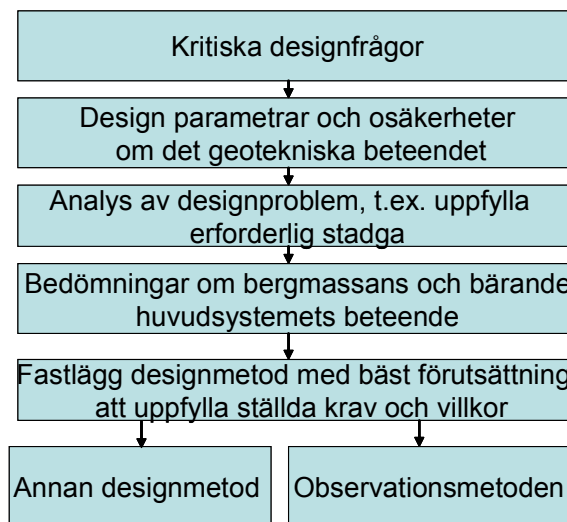 Kritiska designfrågor
Design parametrar och osäkerheter
om det geotekniska beteendet
Analys av designproblem, t.ex. uppfylla
erforderlig stadga
Bedömningar om bergmassans och bärande
huvudsystemets beteende
Fastlägg designmetod med bäst förutsättning
att uppfylla ställda krav och villkor
Annan designmetod
Observationsmetoden